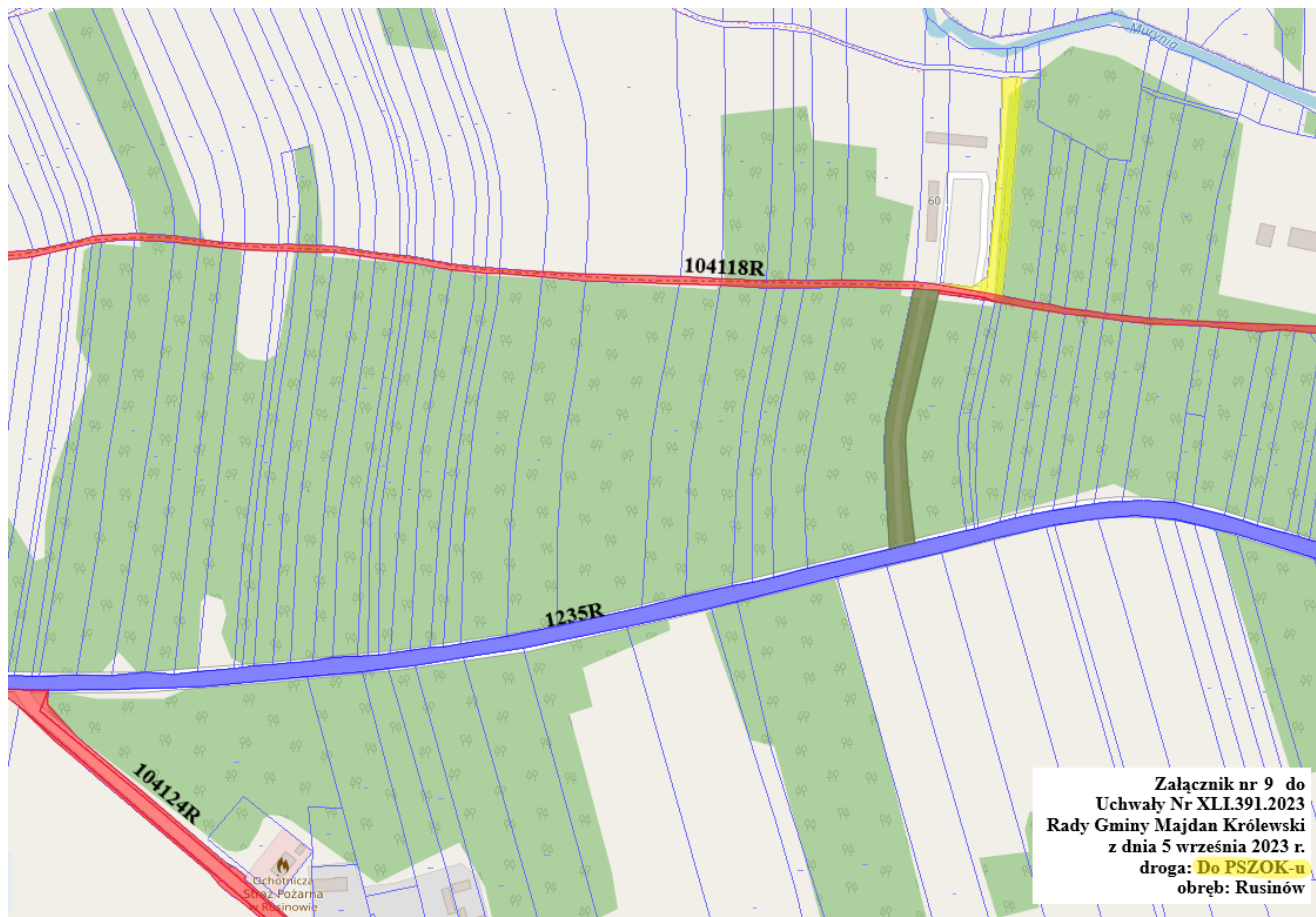 Murynia
60
104118R
1235R
104124R
Ochotnicza
Straż Pożarna
w Rusinowie
Załącznik nr 9 do
Uchwały Nr XLI.391.2023
Rady Gminy Majdan Królewski
z dnia 5 września 2023 r.
droga: Do PSZOK-u
obręb: Rusinów